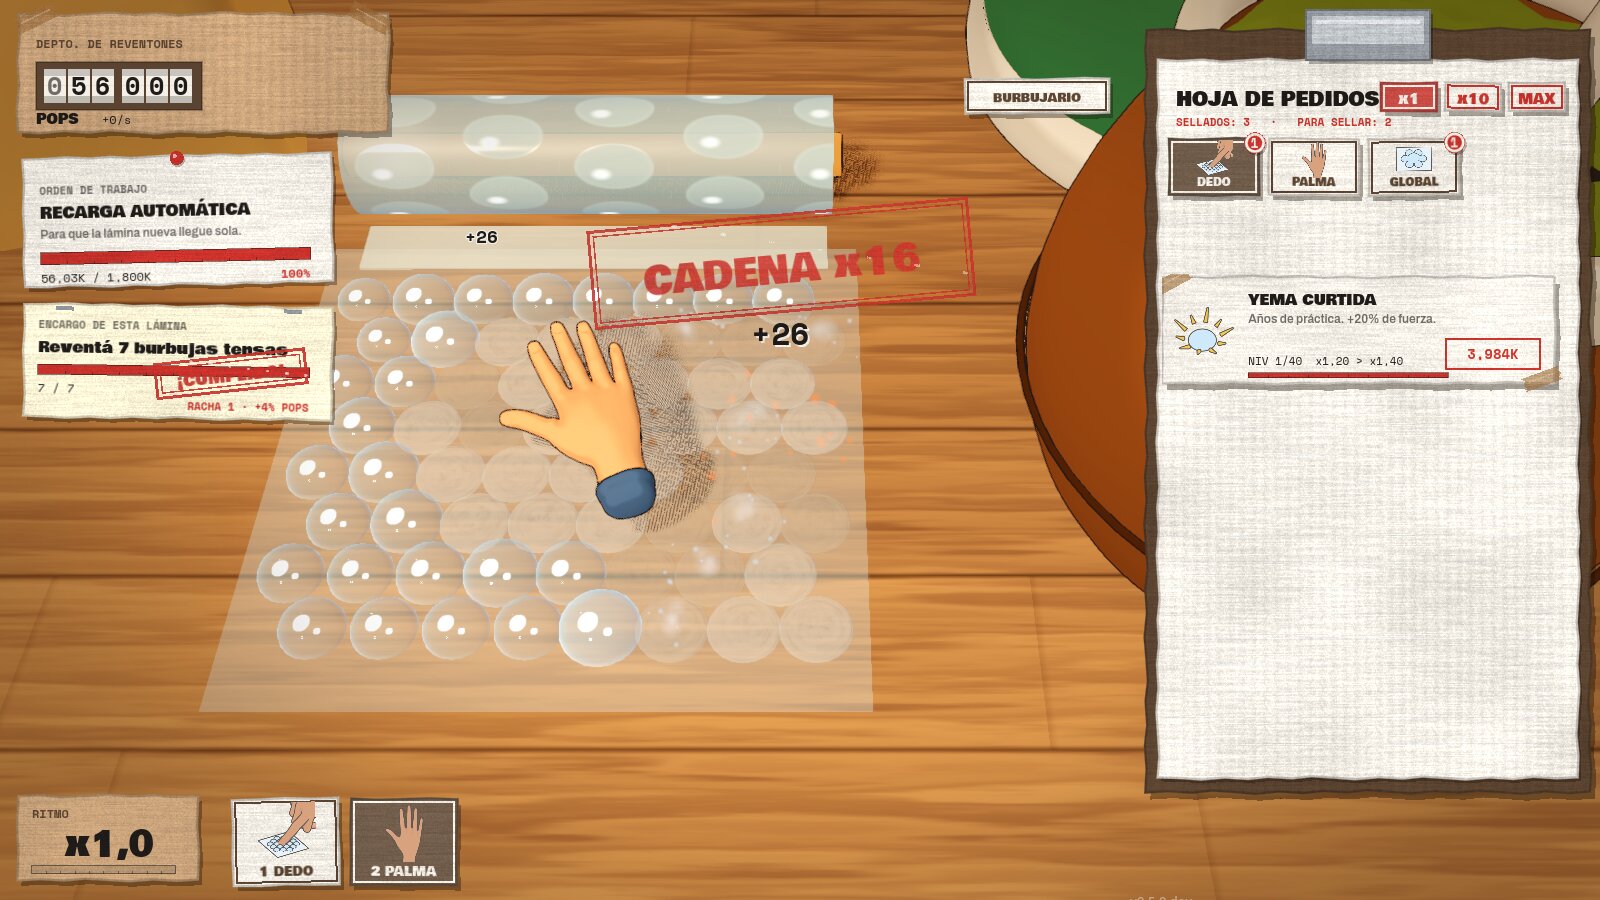 DEPTO. DE REVENTONES
056 000
POPS +0/s
ORDEN DE TRABAJO
RECARGA AUTOMÁTICA
Para que la lámina nueva llegue sola.
56,03K / 1,800K 100%
ENCARGO DE ESTA LÁMINA
Reventá 7 burbujas tensas
7 / 7
RACHA 1 · +4% POPS
+26
CADENA x16
+26
BURBUJARIO
HOJA DE PEDIDOS
x1 x10 MAX
SELLADOS: 3 · PARA SELLAR: 2
1 1
DEDO PALMA GLOBAL
YEMA CURTIDA
Años de práctica. +20% de fuerza.
NIV 1/40 x1,20 > x1,40
3,984K
RITMO
x1,0
1 DEDO
2 PALMA